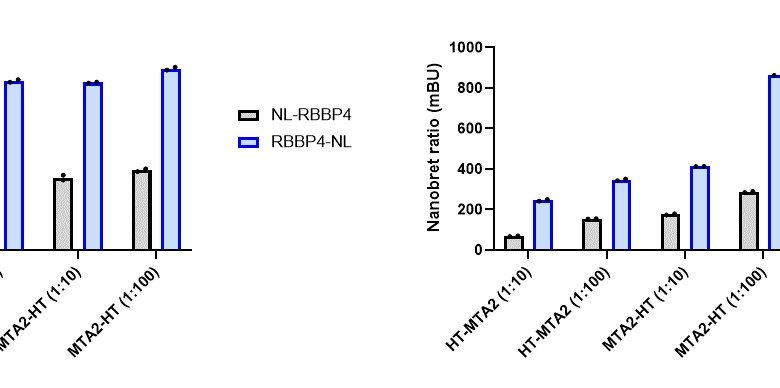 MTA2-HT (1:10)
MTA2-HT (1:100)
NL-RBBP4
RBBP4-NL
Nanobret ratio (mBU)
1000
800
600
400
200
0
HT-MTA2 (1:10)
HT-MTA2 (1:100)
MTA2-HT (1:10)
MTA2-HT (1:100)